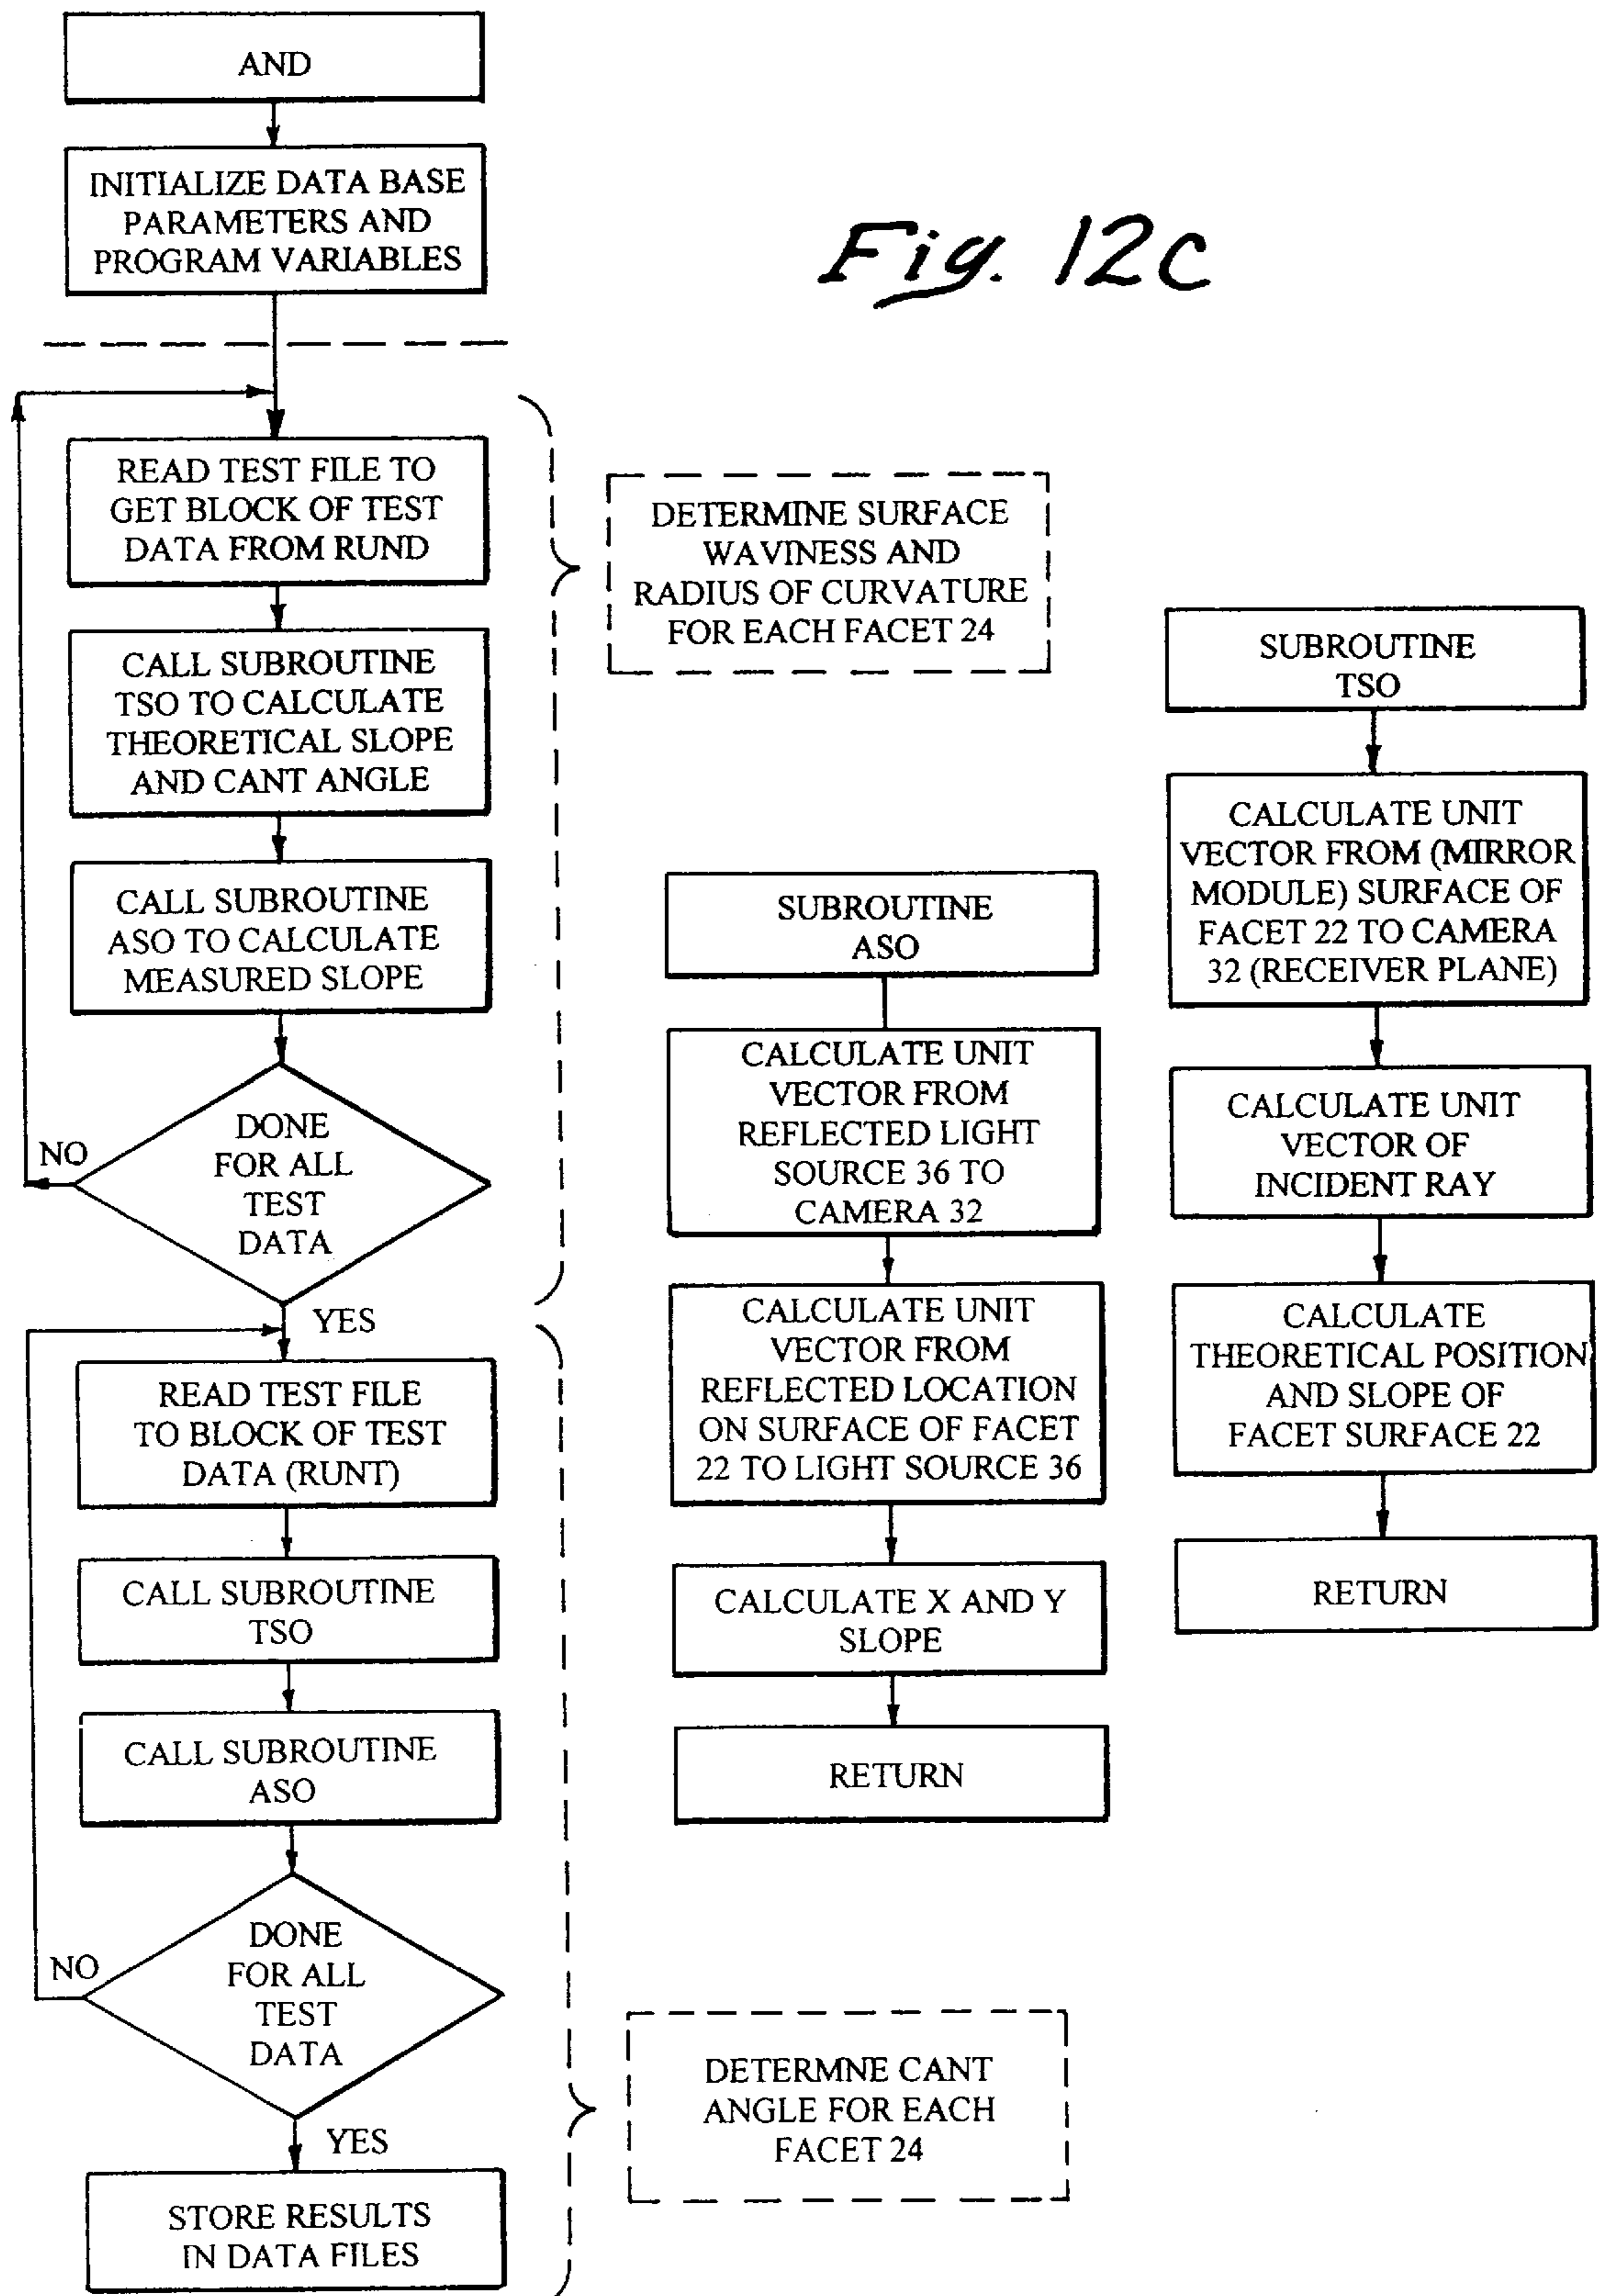 AND
INITIALIZE DATA BASE
PARAMETERS AND
PROGRAM VARIABLES
Fig. 12c
READ TEST FILE TO
GET BLOCK OF TEST
DATA FROM RUND
CALL SUBROUTINE
TSO TO CALCULATE
THEORETICAL SLOPE
AND CANT ANGLE
CALL SUBROUTINE
ASO TO CALCULATE
MEASURED SLOPE
DONE
FOR ALL
TEST
DATA
NO
YES
DETERMINE SURFACE
WAVINESS AND
RADIUS OF CURVATURE
FOR EACH FACET 24
READ TEST FILE
TO BLOCK OF TEST
DATA (RUNT)
CALL SUBROUTINE
TSO
CALL SUBROUTINE
ASO
DONE
FOR ALL
TEST
DATA
NO
YES
STORE RESULTS
IN DATA FILES
DETERMNE CANT
ANGLE FOR EACH
FACET 24
SUBROUTINE
ASO
CALCULATE UNIT
VECTOR FROM
REFLECTED LIGHT
SOURCE 36 TO
CAMERA 32
CALCULATE UNIT
VECTOR FROM
REFLECTED LOCATION
ON SURFACE OF FACET
22 TO LIGHT SOURCE 36
CALCULATE X AND Y
SLOPE
RETURN
SUBROUTINE
TSO
CALCULATE UNIT
VECTOR FROM (MIRROR
MODULE) SURFACE OF
FACET 22 TO CAMERA
32 (RECEIVER PLANE)
CALCULATE UNIT
VECTOR OF
INCIDENT RAY
CALCULATE
THEORETICAL POSITION
AND SLOPE OF
FACET SURFACE 22
RETURN